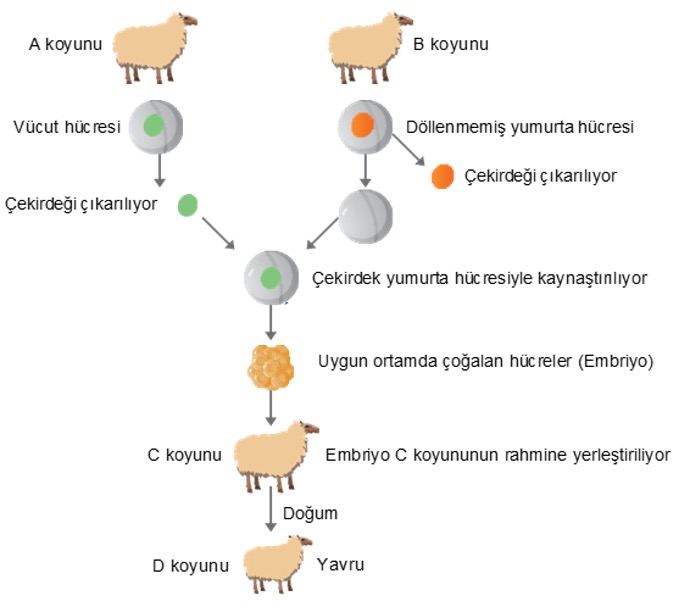 A koyunu
B koyunu
Vücut hücresi
Döllenmemiş yumurta hücresi
Çekirdeği çıkarılıyor
Çekirdeği çıkarılıyor
Çekirdek yumurta hücresiyle kaynaştırılıyor
Uygun ortamda çoğalan hücreler (Embriyo)
C koyunu
Embriyo C koyununun rahmine yerleştiriliyor
Doğum
D koyunu
Yavru